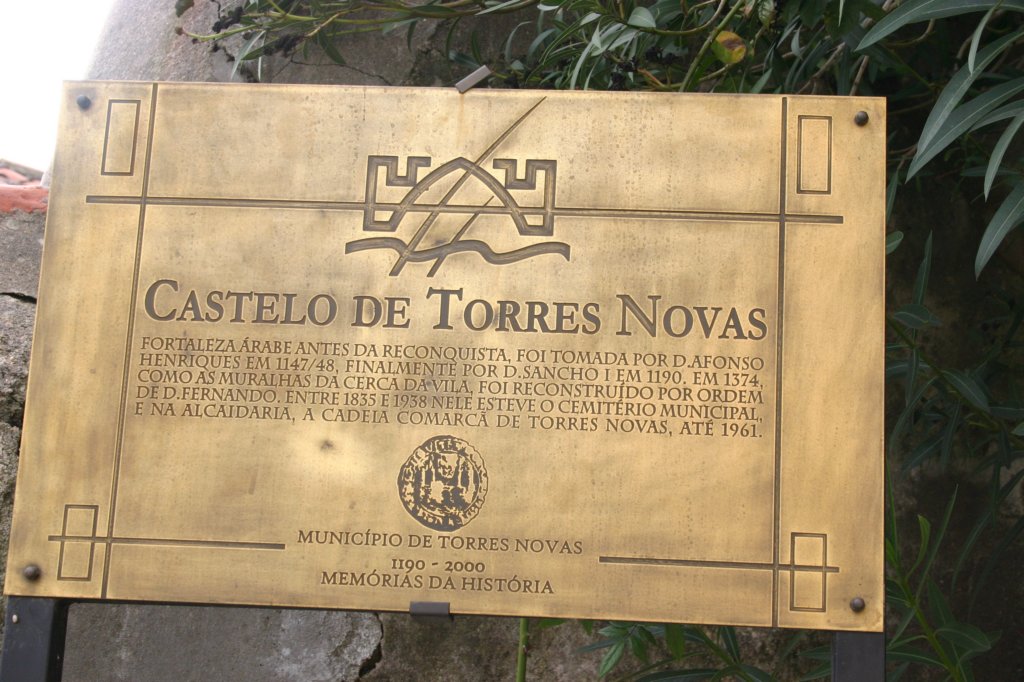 CASTELO DE TORRES NOVAS
FORTALEZA ÁRABE ANTES DA RECONQUISTA, FOI TOMADA POR D.AFONSO
HENRIQUES EM 1147/48, FINALMENTE POR D.SANCHO I EM 1190. EM 1374,
COMO AS MURALHAS DA CERCA DA VILA, FOI RECONSTRUÍDO POR ORDEM
DE D.FERNANDO. ENTRE 1835 E 1938 NELE ESTEVE O CEMITÉRIO MUNICIPAL,
E NA ALCAIDARIA, A CADEIA COMARCÃ DE TORRES NOVAS, ATÉ 1961.
MUNICÍPIO DE TORRES NOVAS
1190 - 2000
MEMÓRIAS DA HISTÓRIA